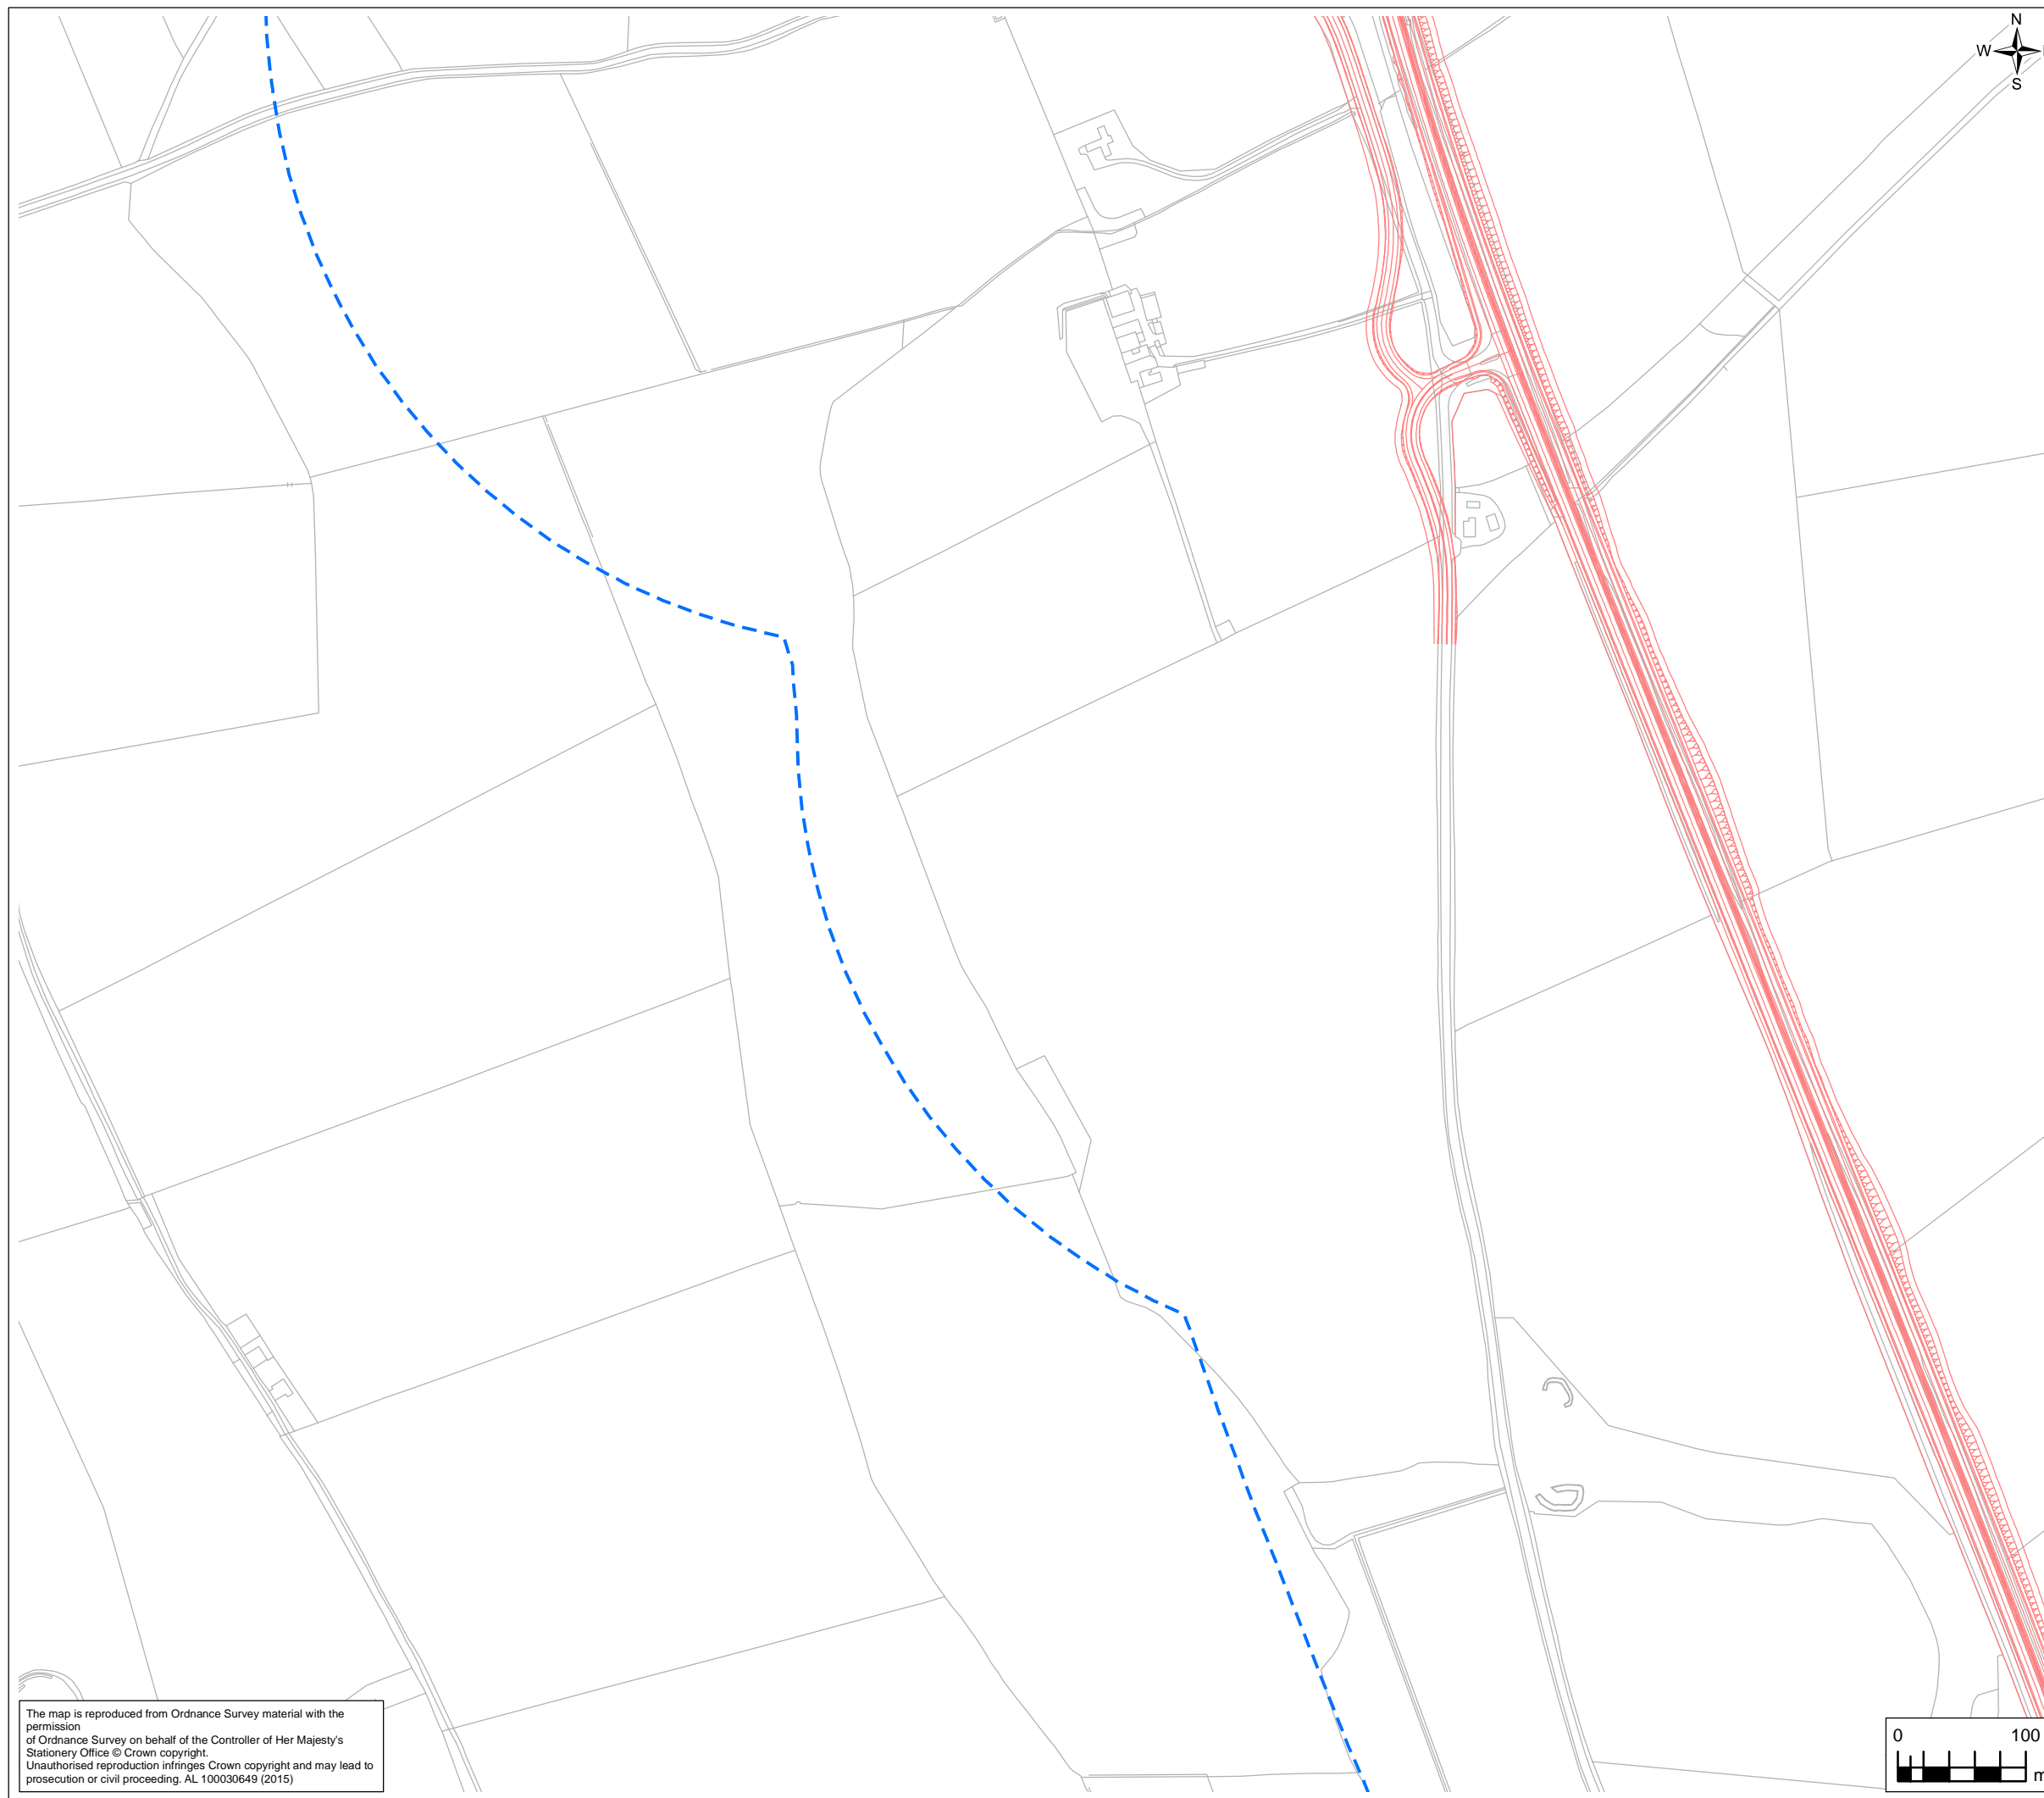 N
W
S
The map is reproduced from Ordnance Survey material with the
permission
of Ordnance Survey on behalf of the Controller of Her Majesty's
Stationery Office © Crown copyright.
Unauthorised reproduction infringes Crown copyright and may lead to
prosecution or civil proceeding. AL 100030649 (2015)
0 100
m